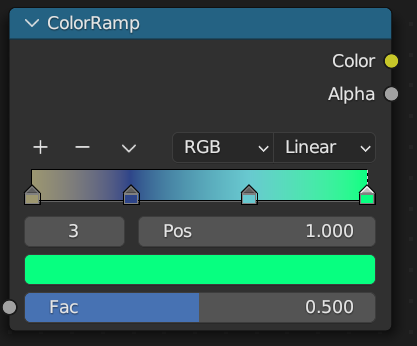 ColorRamp
Color
Alpha
RGB Linear
3 Pos 1.000
Fac 0.500